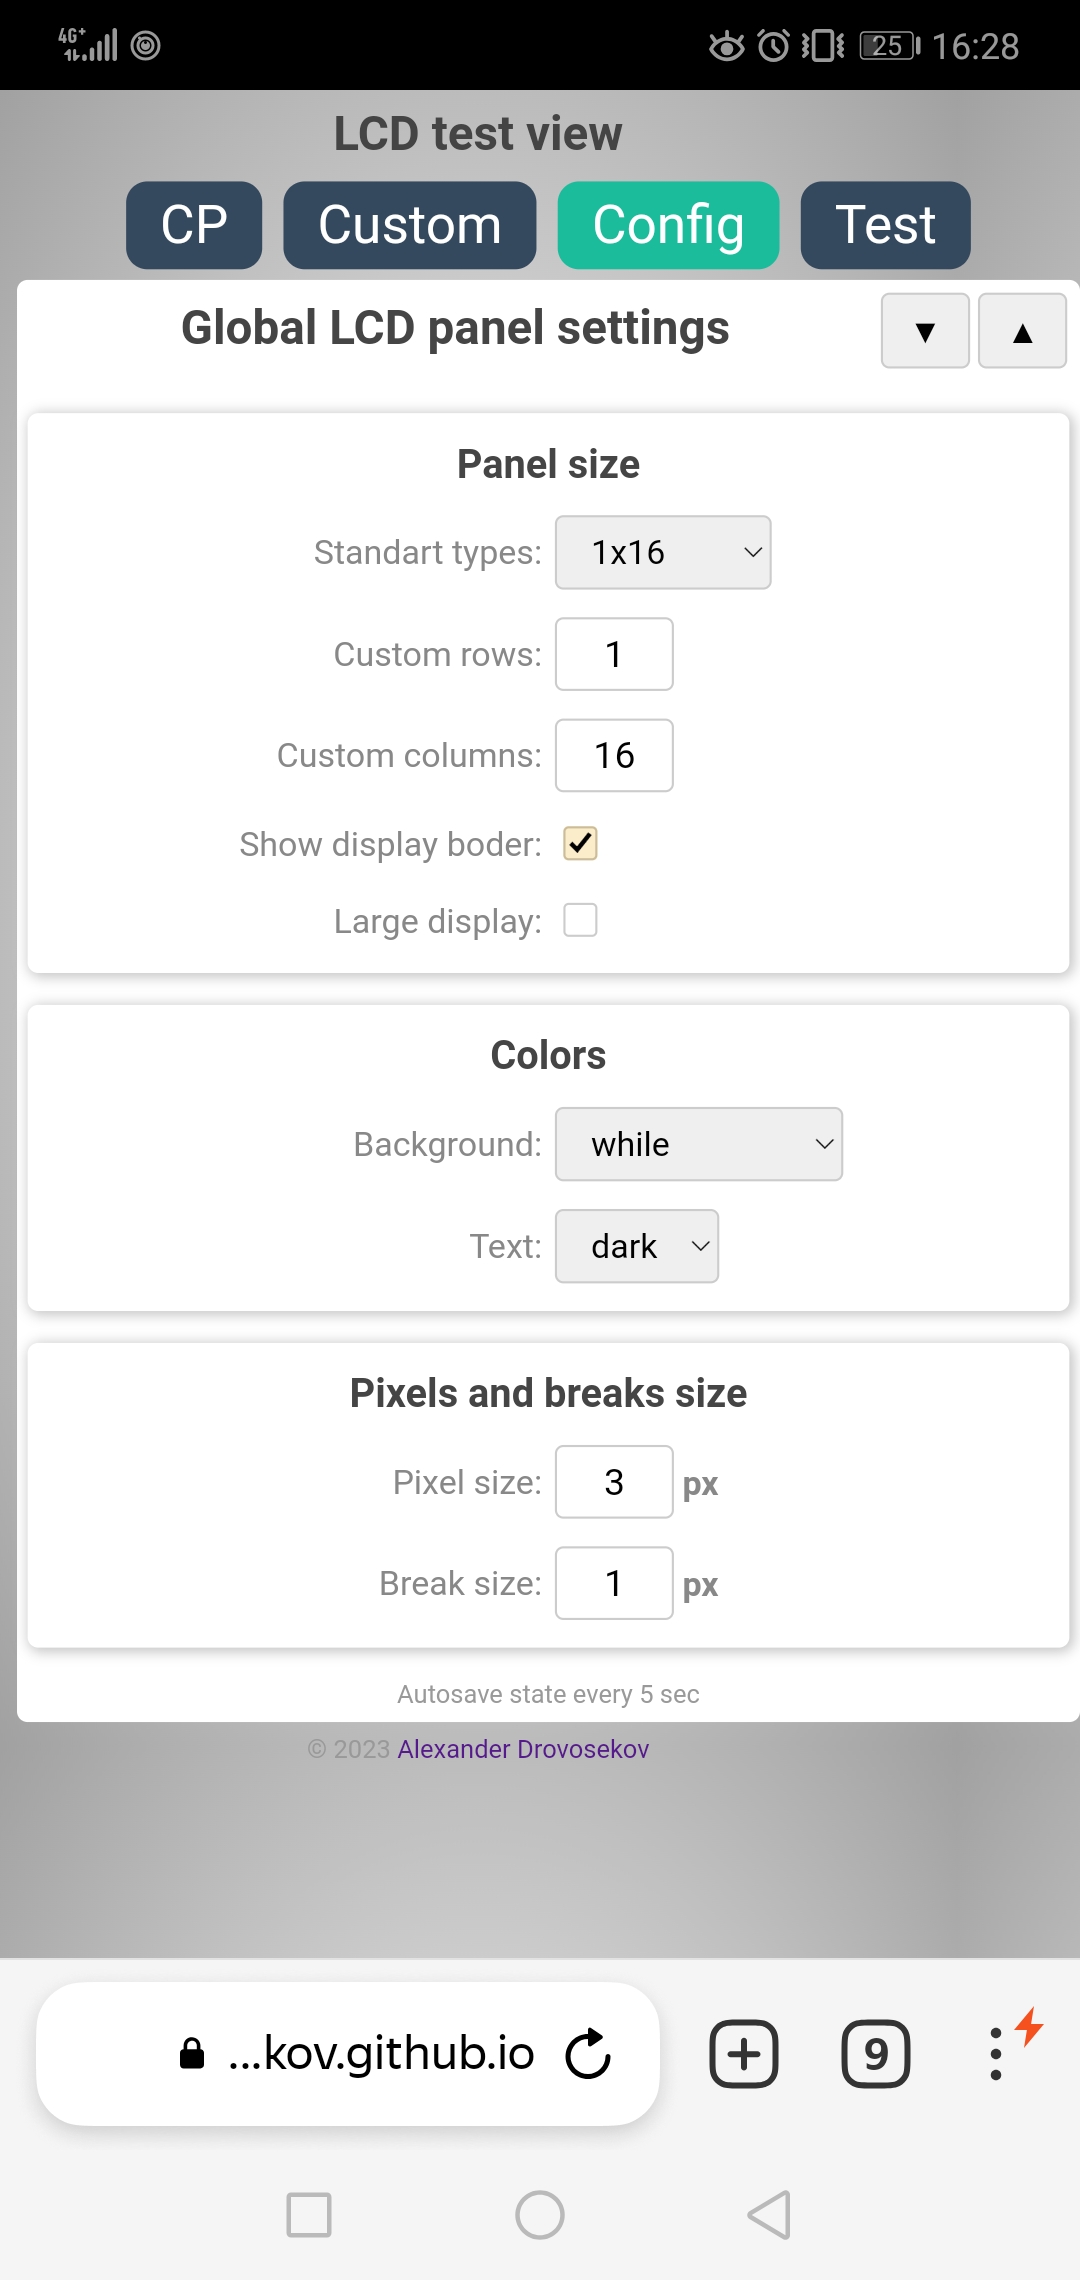 4G+ 25 16:28
LCD test view
CP Custom Config Test
Global LCD panel settings ▼ ▲
Panel size
Standart types: 1x16
Custom rows: 1
Custom columns: 16
Show display boder:
Large display:
Colors
Background: while
Text: dark
Pixels and breaks size
Pixel size: 3 px
Break size: 1 px
Autosave state every 5 sec
© 2023 Alexander Drovosekov
...kov.github.io 9